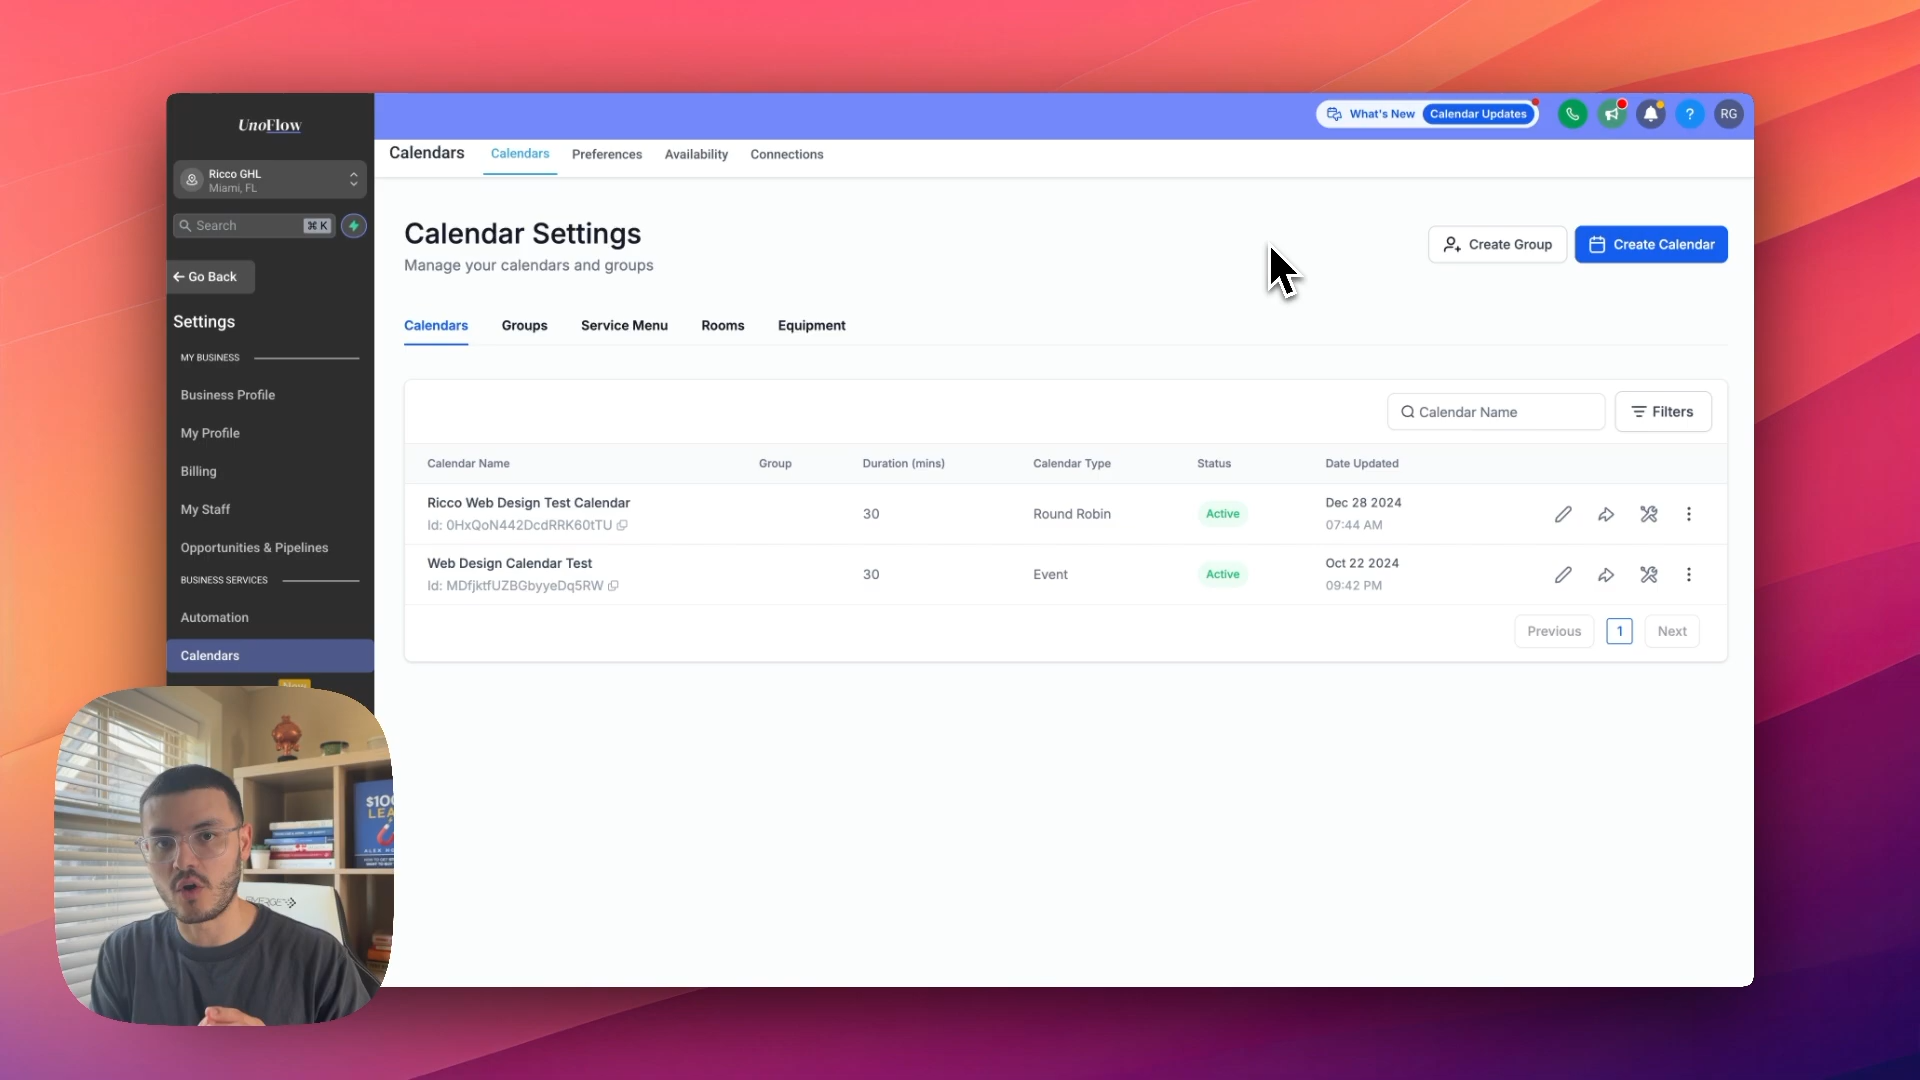 UnoFlow
Ricco GHL
Miami, FL
Search
⌘ K
Go Back
Settings
MY BUSINESS
Business Profile
My Profile
Billing
My Staff
Opportunities & Pipelines
BUSINESS SERVICES
Automation
Calendars
What's New
Calendar Updates
?
RG
Calendars
Calendars
Preferences
Availability
Connections
Calendar Settings
Manage your calendars and groups
Create Group
Create Calendar
Calendars
Groups
Service Menu
Rooms
Equipment
Calendar Name
Filters
Calendar Name
Group
Duration (mins)
Calendar Type
Status
Date Updated
Ricco Web Design Test Calendar
Id: 0HxQoN442DcdRRK60tTU
30
Round Robin
Active
Dec 28 2024
07:44 AM
Web Design Calendar Test
Id: MDfjktfUZBGbyyeDq5RW
30
Event
Active
Oct 22 2024
09:42 PM
Previous
1
Next
$100
LEA